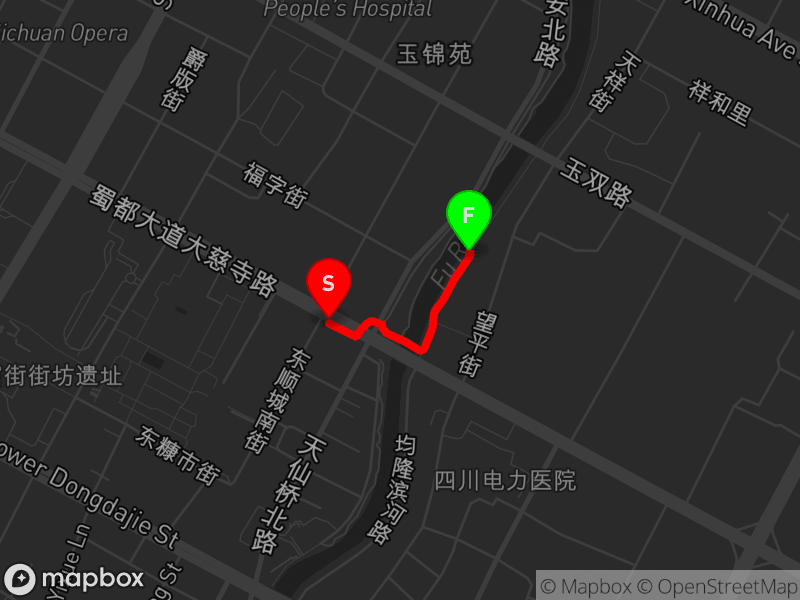 People's Hospital
ichuan Opera
安北路
Xinhua Ave
玉锦苑
爵版街
天祥街
祥和里
福字街
玉双路
蜀都大道大慈寺路
F
Fu R
S
望平街
东顺城南街
街街坊遗址
东糠市街
天仙桥北路
均隆滨河路
四川电力医院
ower Dongdajie St
mapbox
© Mapbox © OpenStreetMap